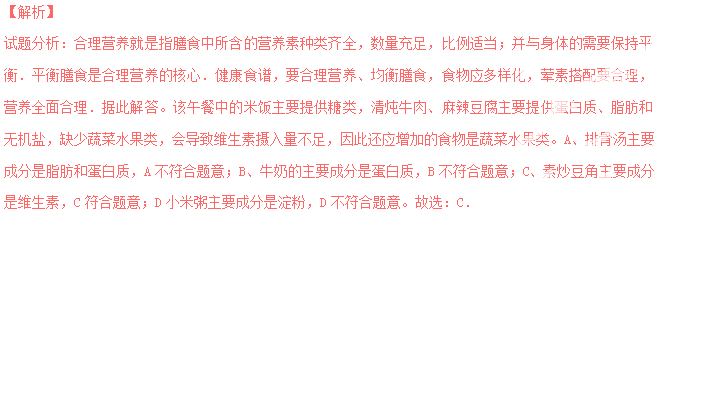 【解析】
试题分析：合理营养就是指膳食中所含的营养素种类齐全，数量充足，比例适当；并与身体的需要保持平
衡．平衡膳食是合理营养的核心．健康食谱，要合理营养、均衡膳食，食物应多样化，荤素搭配要合理，
营养全面合理．据此解答。该午餐中的米饭主要提供糖类，清炖牛肉、麻辣豆腐主要提供蛋白质、脂肪和
无机盐，缺少蔬菜水果类，会导致维生素摄入量不足，因此还应增加的食物是蔬菜水果类。A、排骨汤主要
成分是脂肪和蛋白质，A 不符合题意；B、牛奶的主要成分是蛋白质，B 不符合题意；C、素炒豆角主要成分
是维生素，C 符合题意；D 小米粥主要成分是淀粉，D 不符合题意。故选：C．